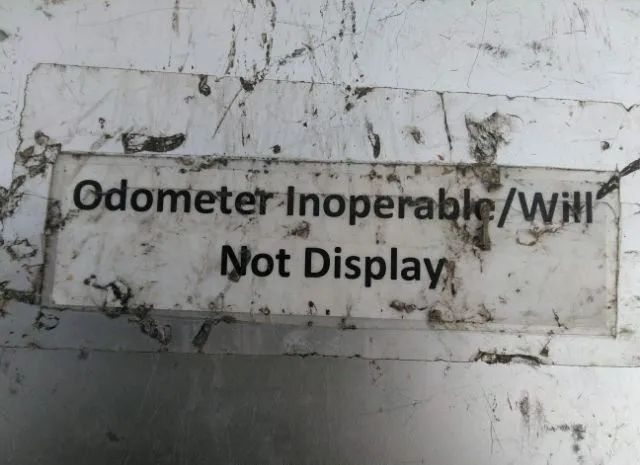 Odometer Inoperable/Will
Not Display